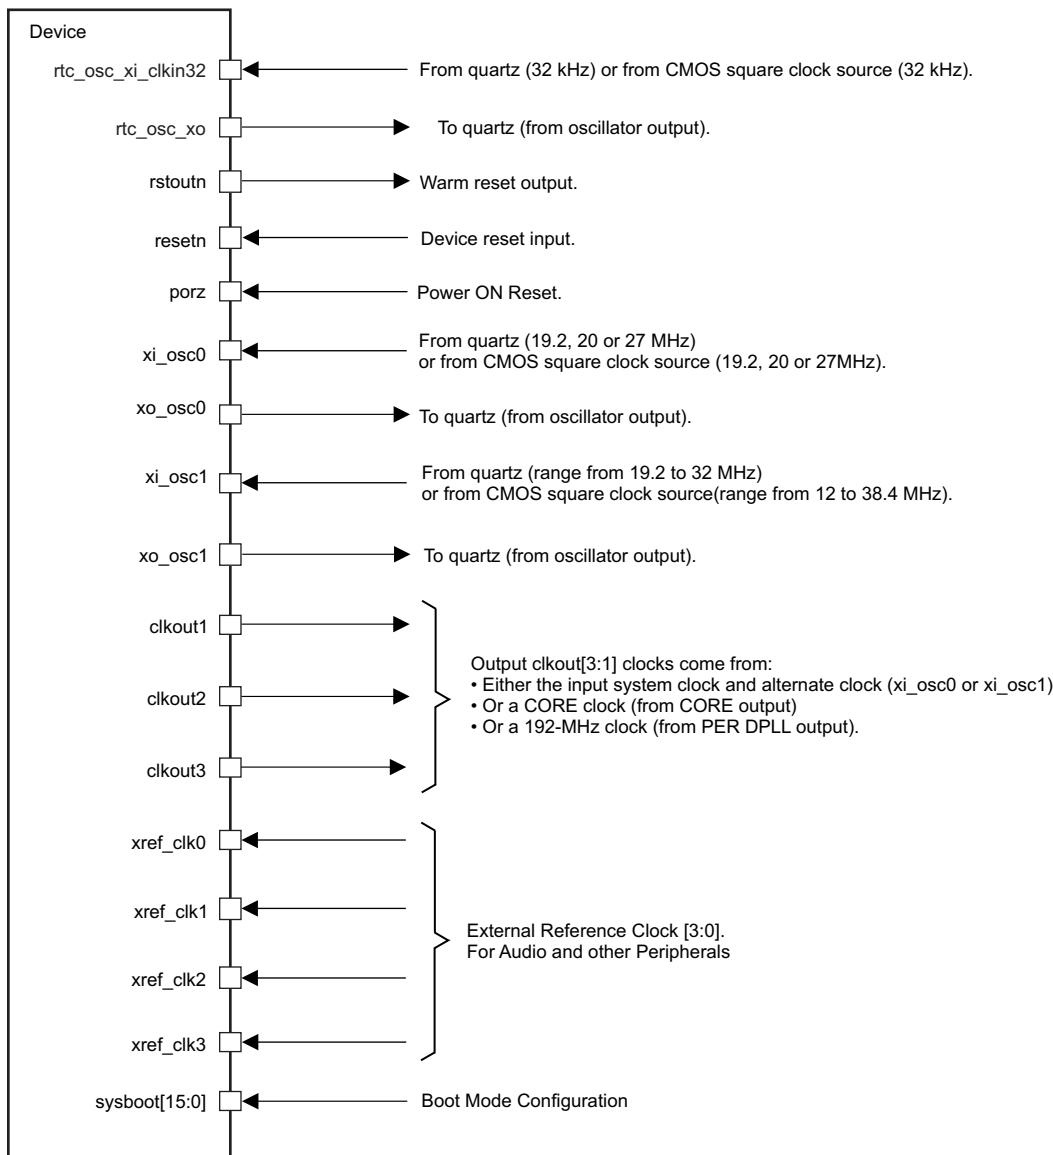 Device
rtc_osc_xi_clkin32
From quartz (32 kHz) or from CMOS square clock source (32 kHz).
rtc_osc_xo
To quartz (from oscillator output).
rstoutn
Warm reset output.
resetn
Device reset input.
porz
Power ON Reset.
xi_osc0
From quartz (19.2, 20 or 27 MHz)
or from CMOS square clock source (19.2, 20 or 27MHz).
xo_osc0
To quartz (from oscillator output).
xi_osc1
From quartz (range from 19.2 to 32 MHz)
or from CMOS square clock source(range from 12 to 38.4 MHz).
xo_osc1
To quartz (from oscillator output).
clkout1
clkout2
clkout3
Output clkout[3:1] clocks come from:
• Either the input system clock and alternate clock (xi_osc0 or xi_osc1)
• Or a CORE clock (from CORE output)
• Or a 192-MHz clock (from PER DPLL output).
xref_clk0
xref_clk1
xref_clk2
xref_clk3
External Reference Clock [3:0].
For Audio and other Peripherals
sysboot[15:0]
Boot Mode Configuration